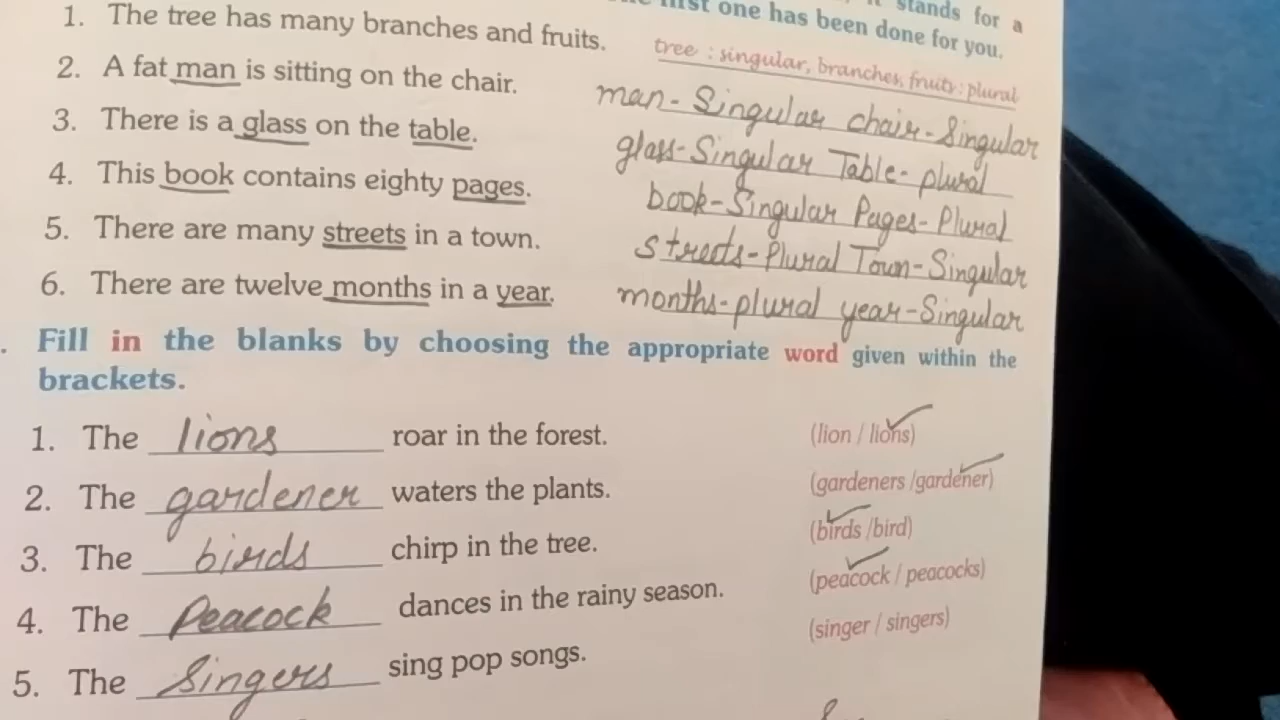 stands for a
first one has been done for you.
1. The tree has many branches and fruits. tree : singular, branches, fruits : plural
2. A fat man is sitting on the chair. man- Singular chair-Singular
3. There is a glass on the table. glass-Singular Table- plural
4. This book contains eighty pages. book-Singular Pages- Plural
5. There are many streets in a town. streets-Plural Town-Singular
6. There are twelve months in a year. months-plural year-Singular
Fill in the blanks by choosing the appropriate word given within the
brackets.
1. The lions roar in the forest. (lion / lions)
2. The gardener waters the plants. (gardeners /gardener)
3. The birds chirp in the tree. (birds /bird)
4. The Peacock dances in the rainy season. (peacock / peacocks)
5. The Singers sing pop songs. (singer / singers)